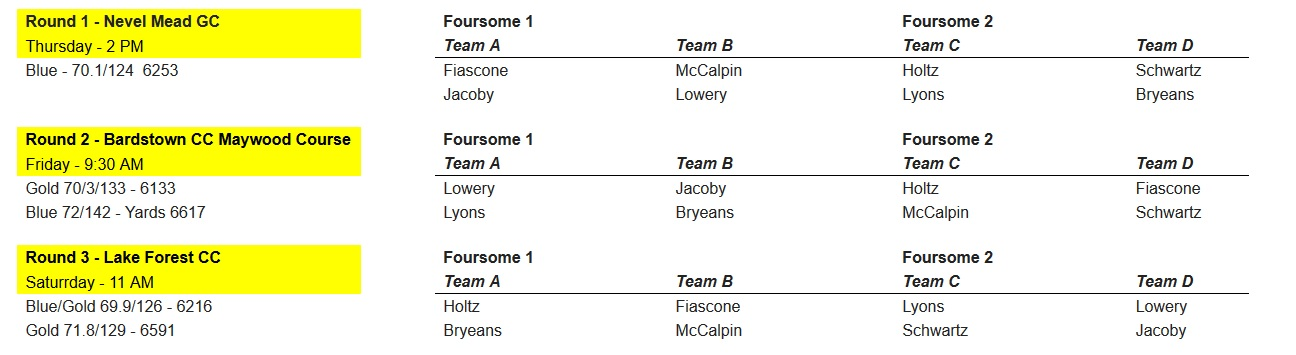 Round 1 - Nevel Mead GC Foursome 1 Foursome 2
Thursday - 2 PM Team A Team B Team C Team D
Blue - 70.1/124  6253 Fiascone McCalpin Holtz Schwartz
Jacoby Lowery Lyons Bryeans
Round 2 - Bardstown CC Maywood Course Foursome 1 Foursome 2
Friday - 9:30 AM Team A Team B Team C Team D
Gold 70/3/133 - 6133 Lowery Jacoby Holtz Fiascone
Blue 72/142 - Yards 6617 Lyons Bryeans McCalpin Schwartz
Round 3 - Lake Forest CC Foursome 1 Foursome 2
Saturrday - 11 AM Team A Team B Team C Team D
Blue/Gold 69.9/126 - 6216 Holtz Fiascone Lyons Lowery
Gold 71.8/129 - 6591 Bryeans McCalpin Schwartz Jacoby